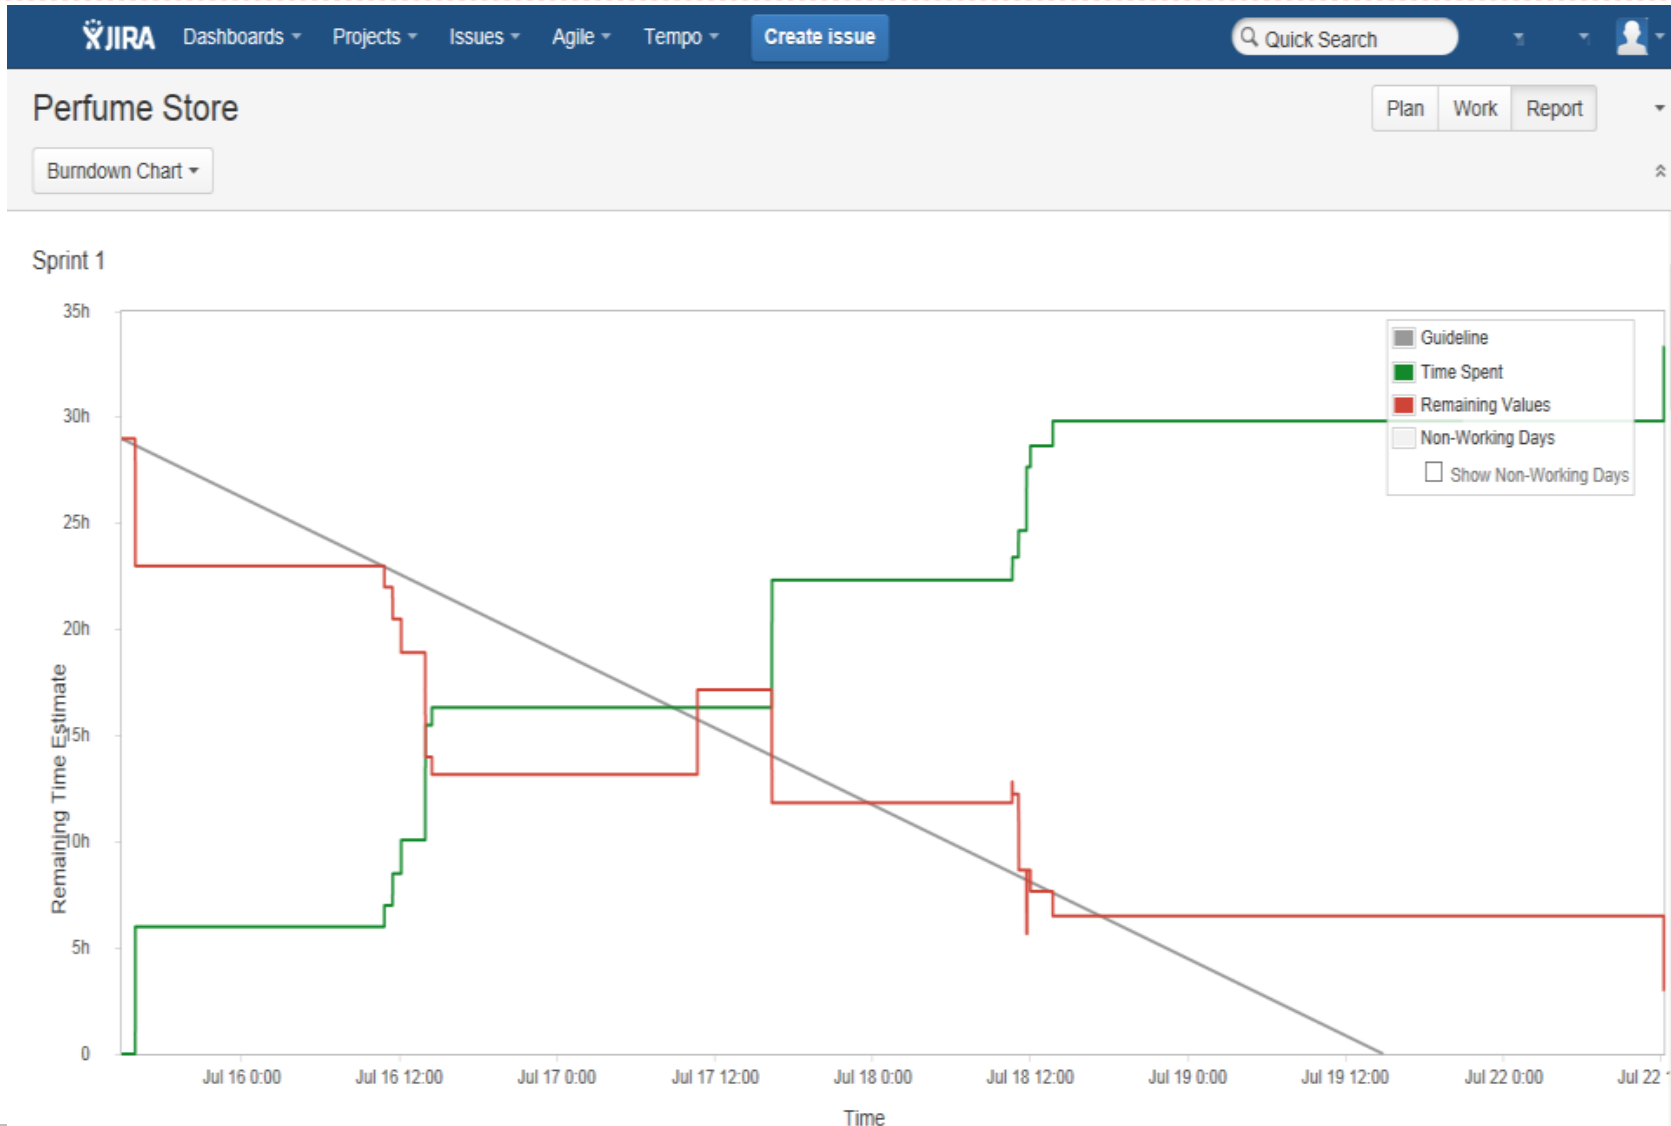 JIRA Dashboards Projects Issues Agile Tempo Create issue Quick Search
Perfume Store
Plan Work Report
Burndown Chart
Sprint 1
35h
30h
25h
20h
15h
10h
5h
0
Remaining Time Estimate
Guideline
Time Spent
Remaining Values
Non-Working Days
Show Non-Working Days
Jul 16 0:00 Jul 16 12:00 Jul 17 0:00 Jul 17 12:00 Jul 18 0:00 Jul 18 12:00 Jul 19 0:00 Jul 19 12:00 Jul 22 0:00 Jul 22
Time